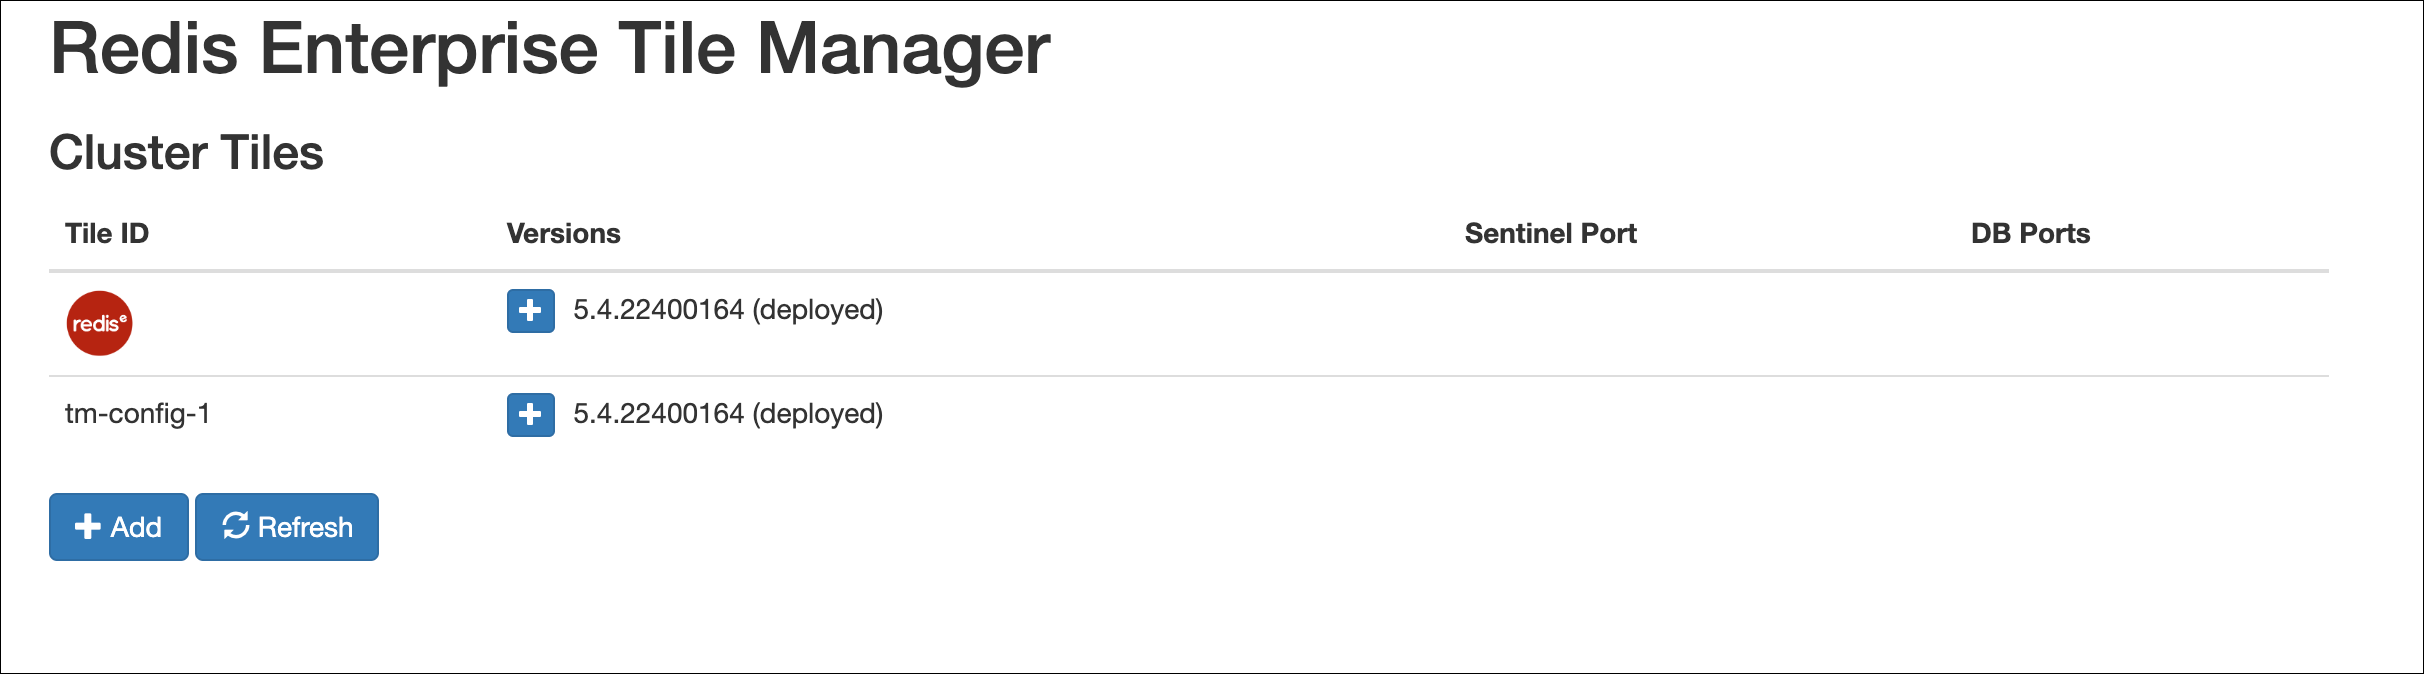 Redis Enterprise Tile Manager
Cluster Tiles
Tile ID Versions Sentinel Port DB Ports
redis e 5.4.22400164 (deployed)
tm-config-1 5.4.22400164 (deployed)
Add Refresh